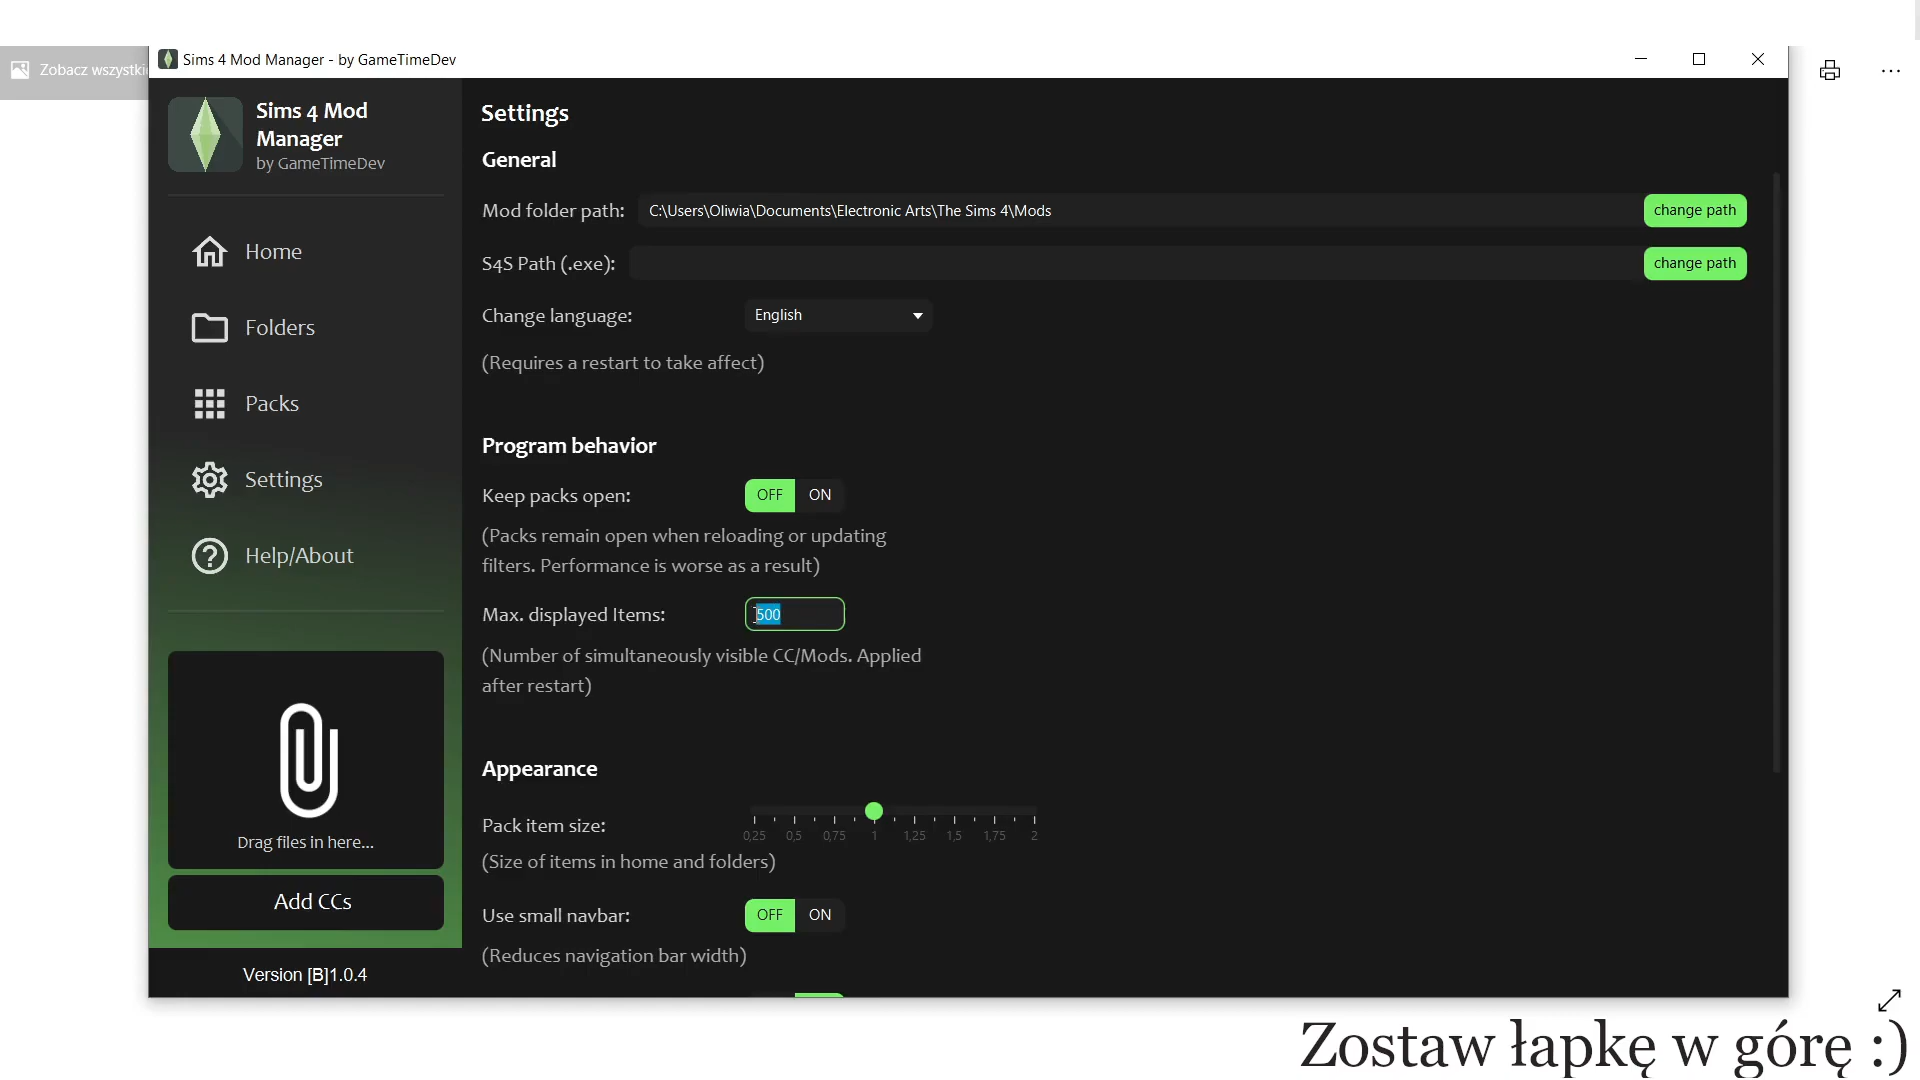 Zobacz wszystki
Sims 4 Mod Manager - by GameTimeDev
Sims 4 Mod
Manager
by GameTimeDev
Home
Folders
Packs
Settings
Help/About
Drag files in here...
Add CCs
Version [B]1.0.4
Settings
General
Mod folder path: C:\Users\Oliwia\Documents\Electronic Arts\The Sims 4\Mods change path
S4S Path (.exe): change path
Change language: English
(Requires a restart to take affect)
Program behavior
Keep packs open: OFF ON
(Packs remain open when reloading or updating
filters. Performance is worse as a result)
Max. displayed Items: 500
(Number of simultaneously visible CC/Mods. Applied
after restart)
Appearance
Pack item size: 0,25 0,5 0,75 1 1,25 1,5 1,75 2
(Size of items in home and folders)
Use small navbar: OFF ON
(Reduces navigation bar width)
Zostaw łapkę w górę :)